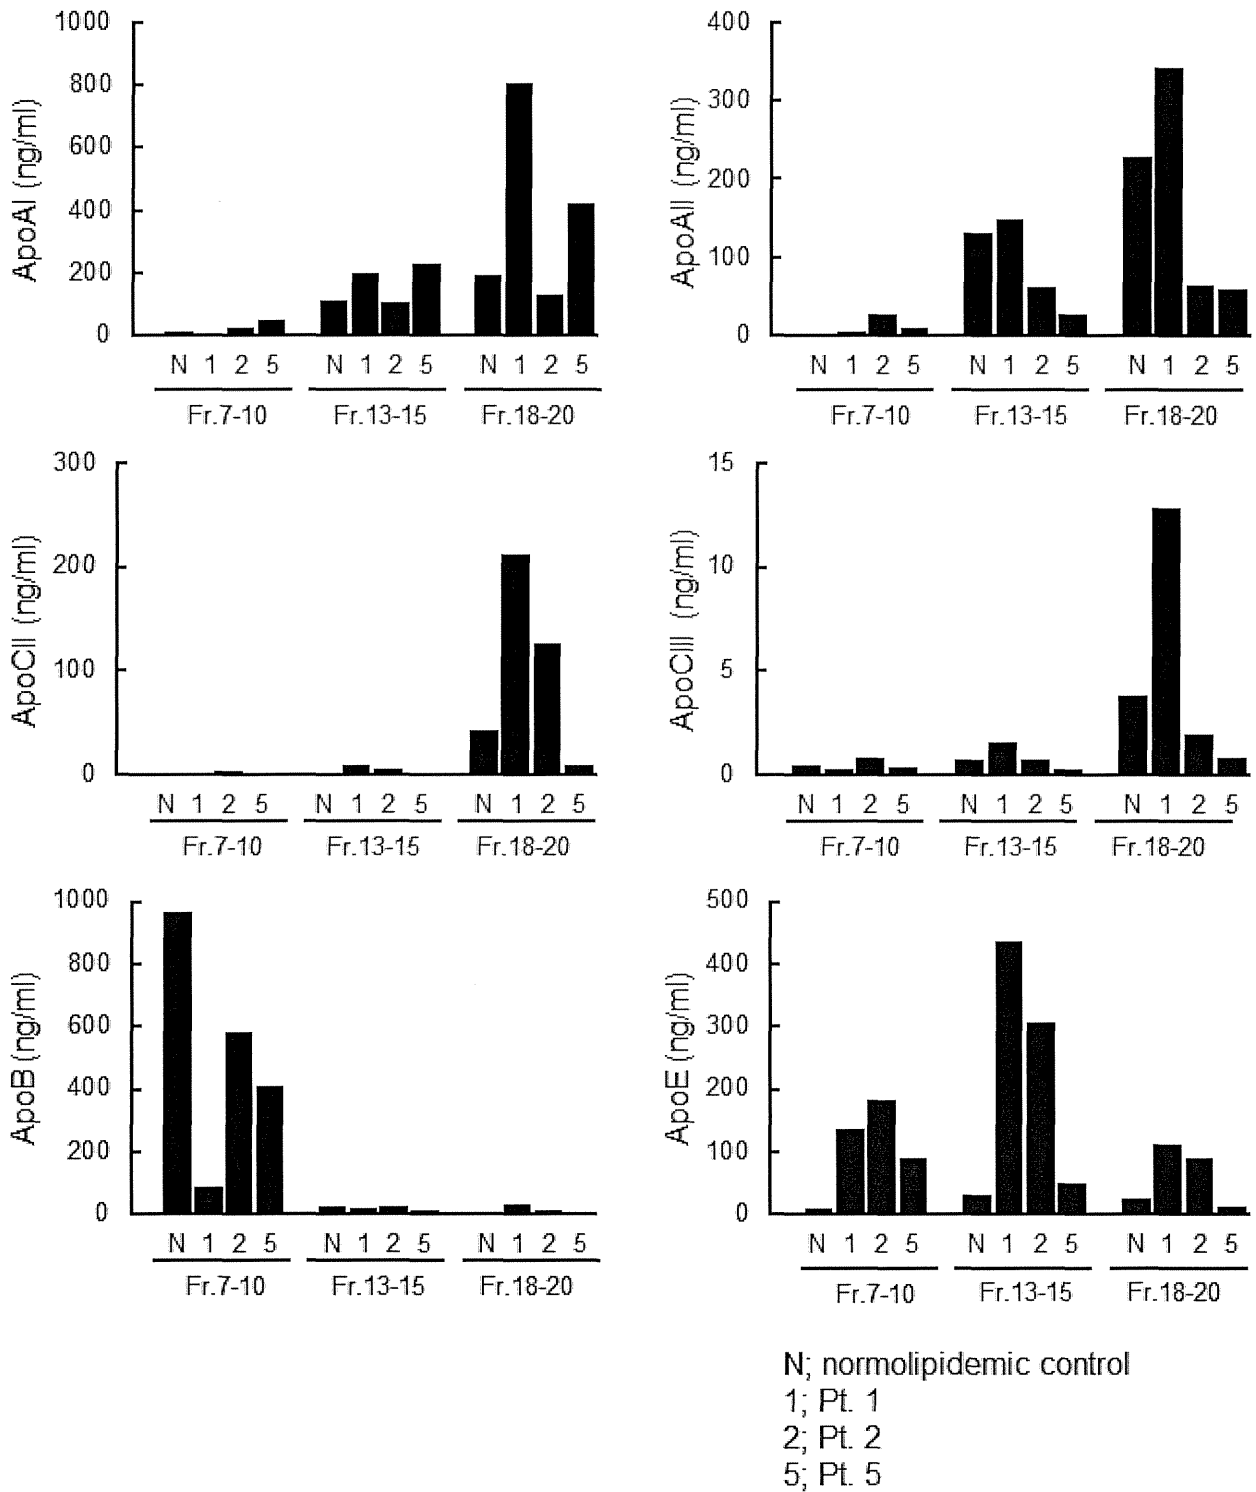 ApoAI (ng/ml)
1000
800
600
400
200
0
N 1 2 5 N 1 2 5 N 1 2 5
Fr.7-10 Fr.13-15 Fr.18-20
ApoAII (ng/ml)
400
300
200
100
0
N 1 2 5 N 1 2 5 N 1 2 5
Fr.7-10 Fr.13-15 Fr.18-20
ApoCII (ng/ml)
300
200
100
0
N 1 2 5 N 1 2 5 N 1 2 5
Fr.7-10 Fr.13-15 Fr.18-20
ApoCIII (ng/ml)
15
10
5
0
N 1 2 5 N 1 2 5 N 1 2 5
Fr.7-10 Fr.13-15 Fr.18-20
ApoB (ng/ml)
1000
800
600
400
200
0
N 1 2 5 N 1 2 5 N 1 2 5
Fr.7-10 Fr.13-15 Fr.18-20
ApoE (ng/ml)
500
400
300
200
100
0
N 1 2 5 N 1 2 5 N 1 2 5
Fr.7-10 Fr.13-15 Fr.18-20
N; normolipidemic control
1; Pt. 1
2; Pt. 2
5; Pt. 5